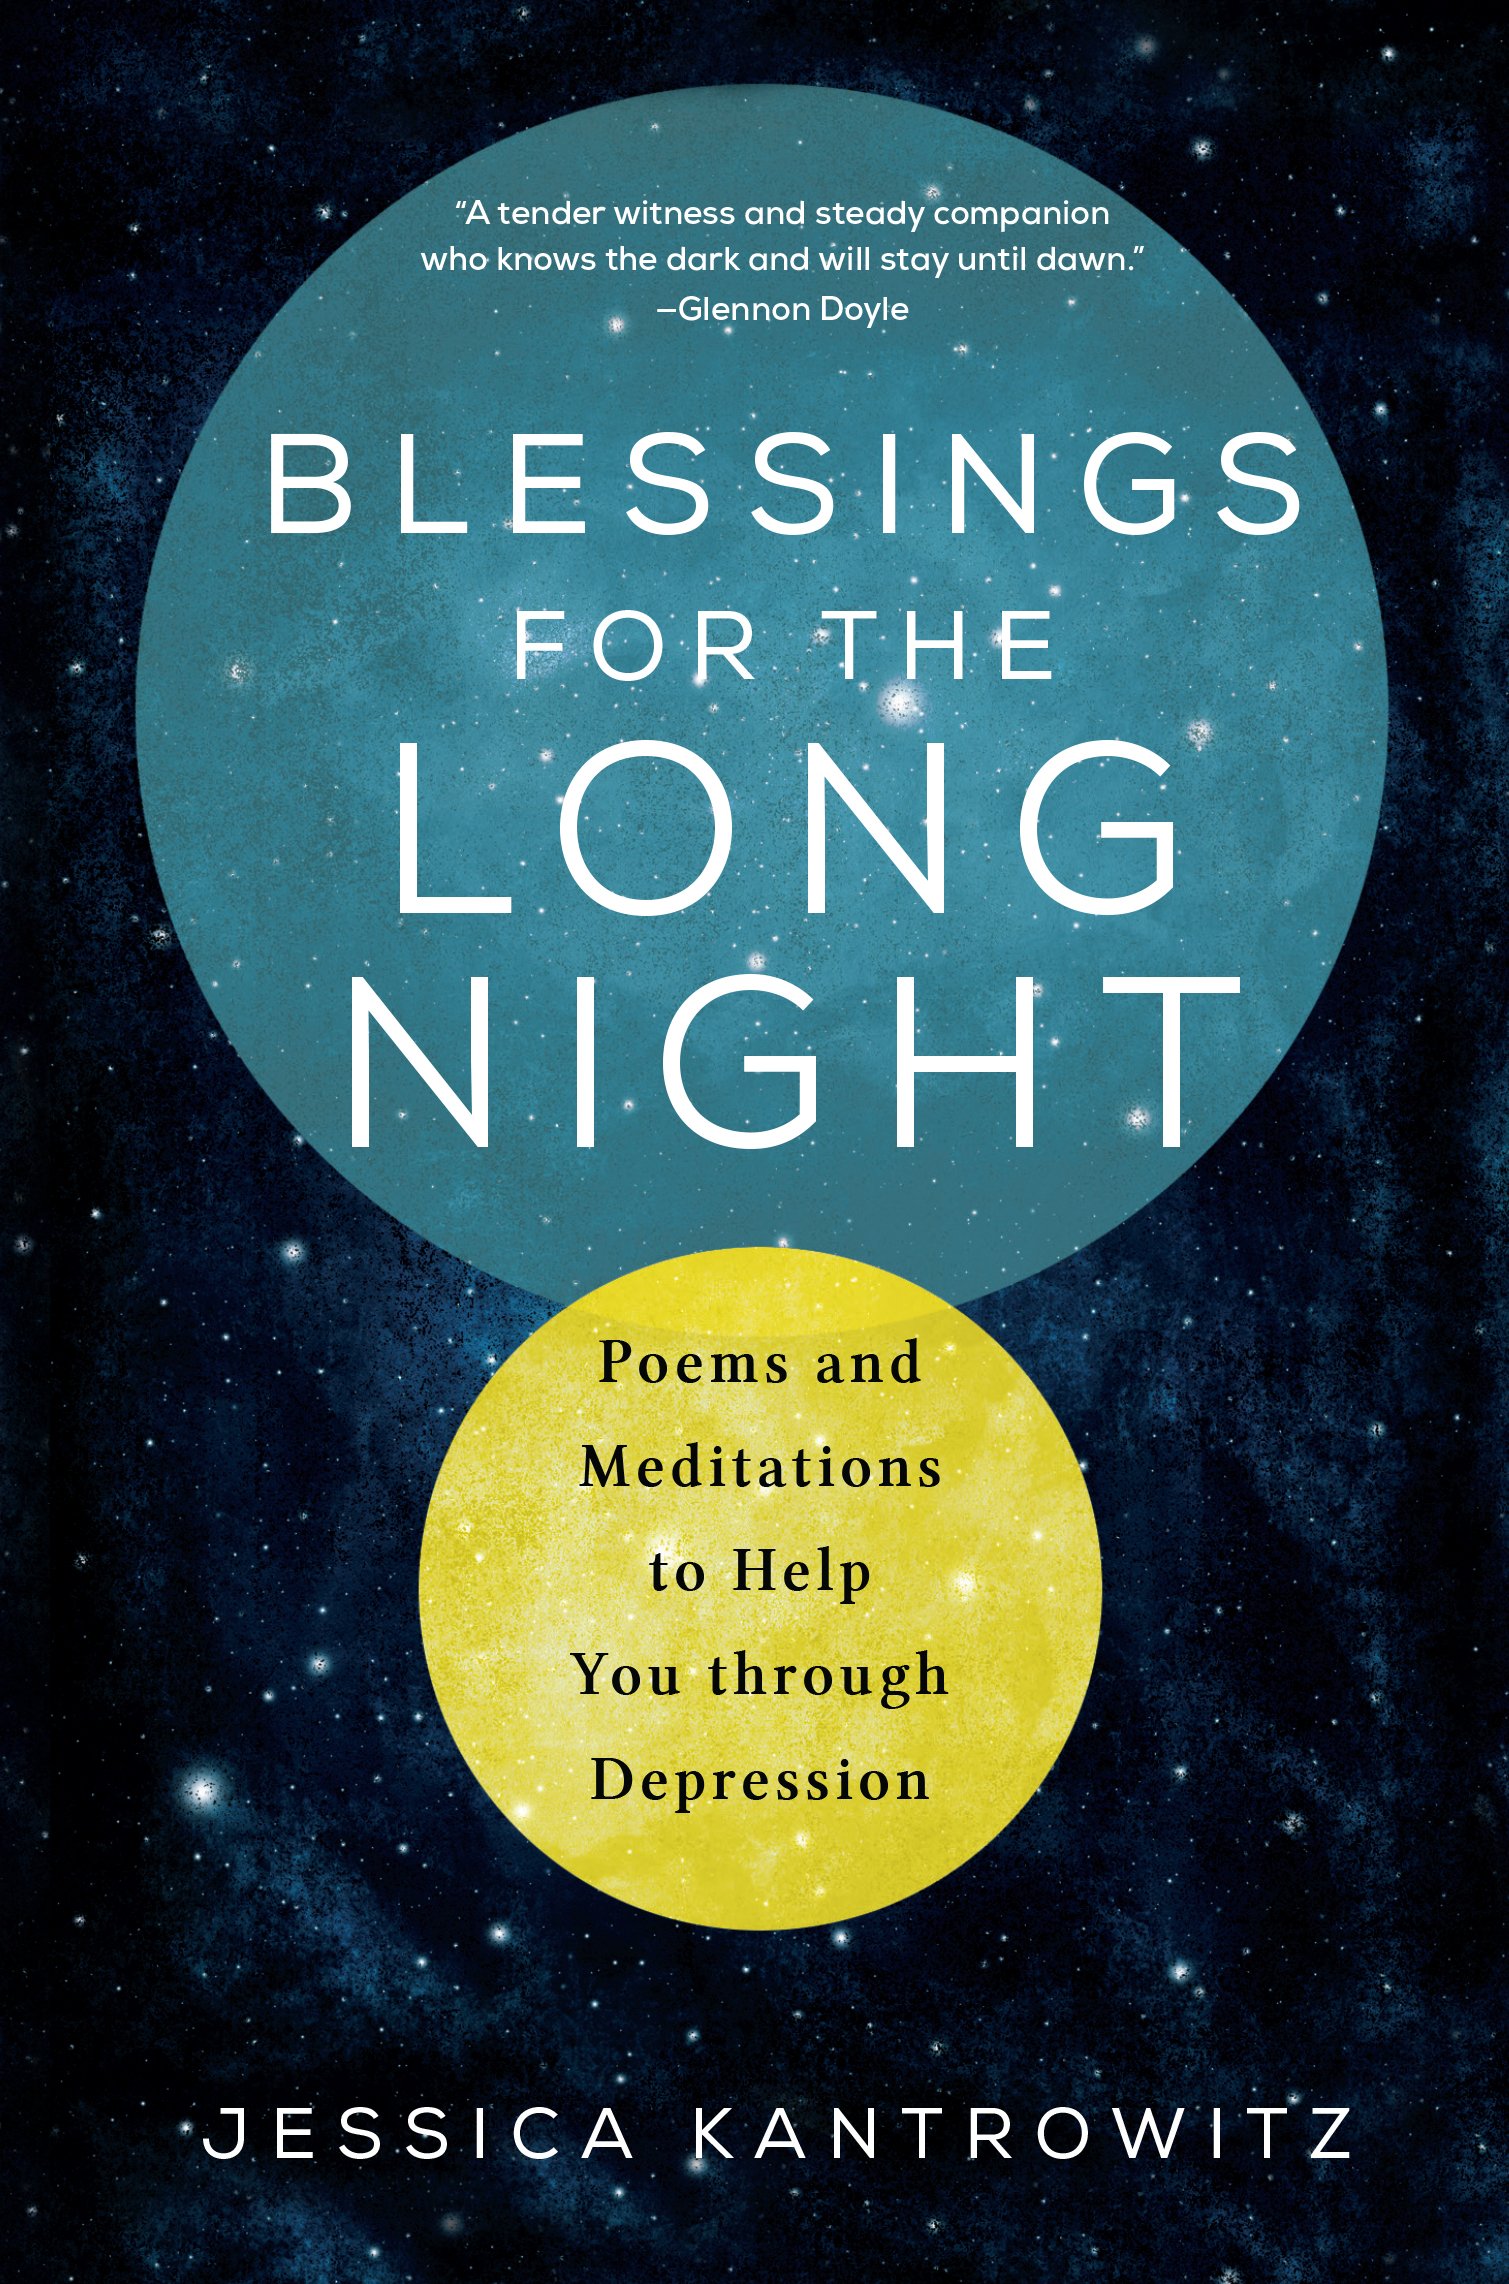 “A tender witness and steady companion
who knows the dark and will stay until dawn.”
—Glennon Doyle
BLESSINGS
FOR THE
LONG
NIGHT
Poems and
Meditations
to Help
You through
Depression
JESSICA KANTROWITZ